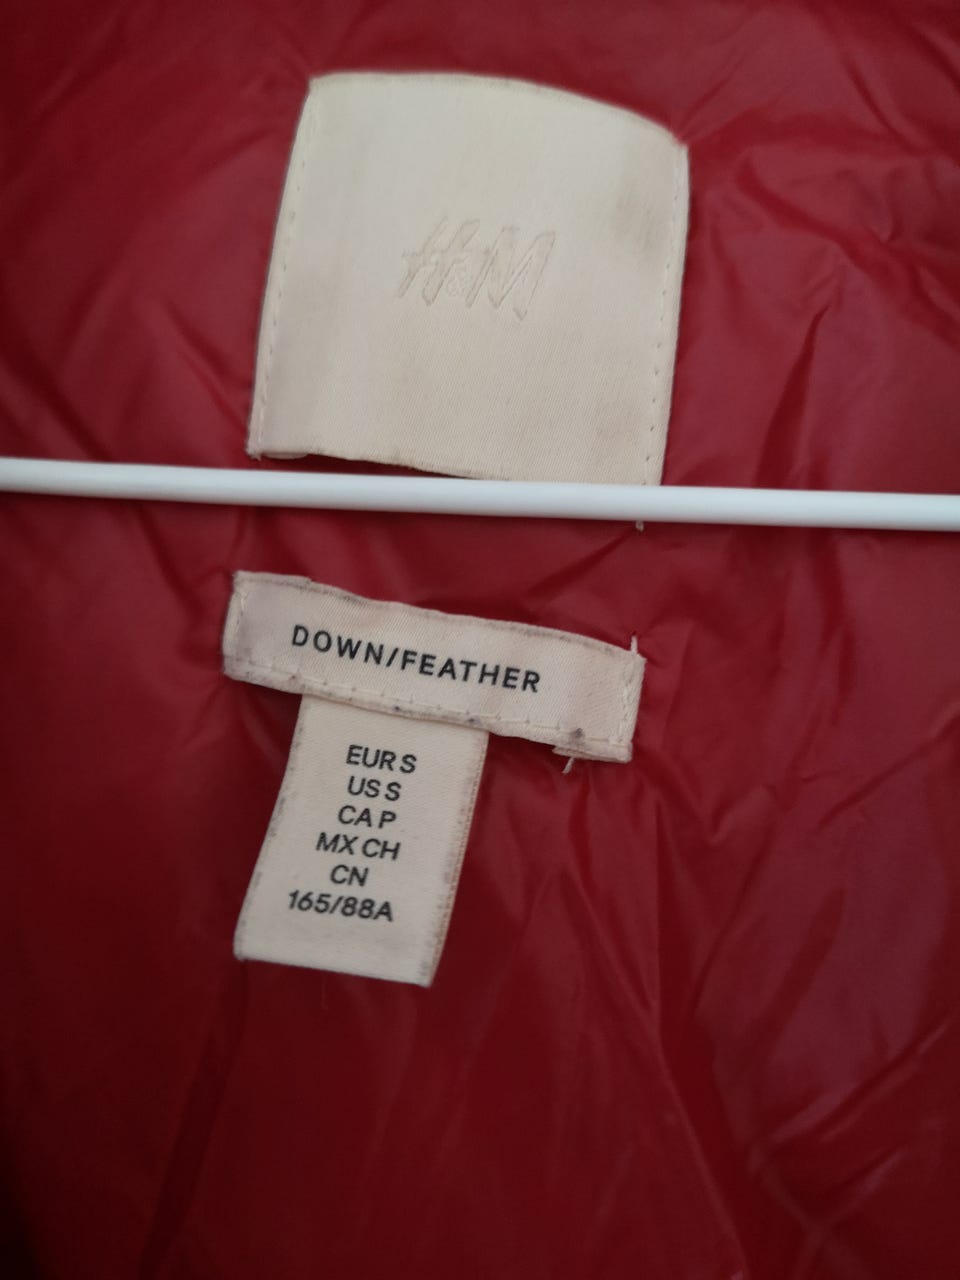 H&M
DOWN/FEATHER
EUR S
US S
CA P
MX CH
CN
165/88A